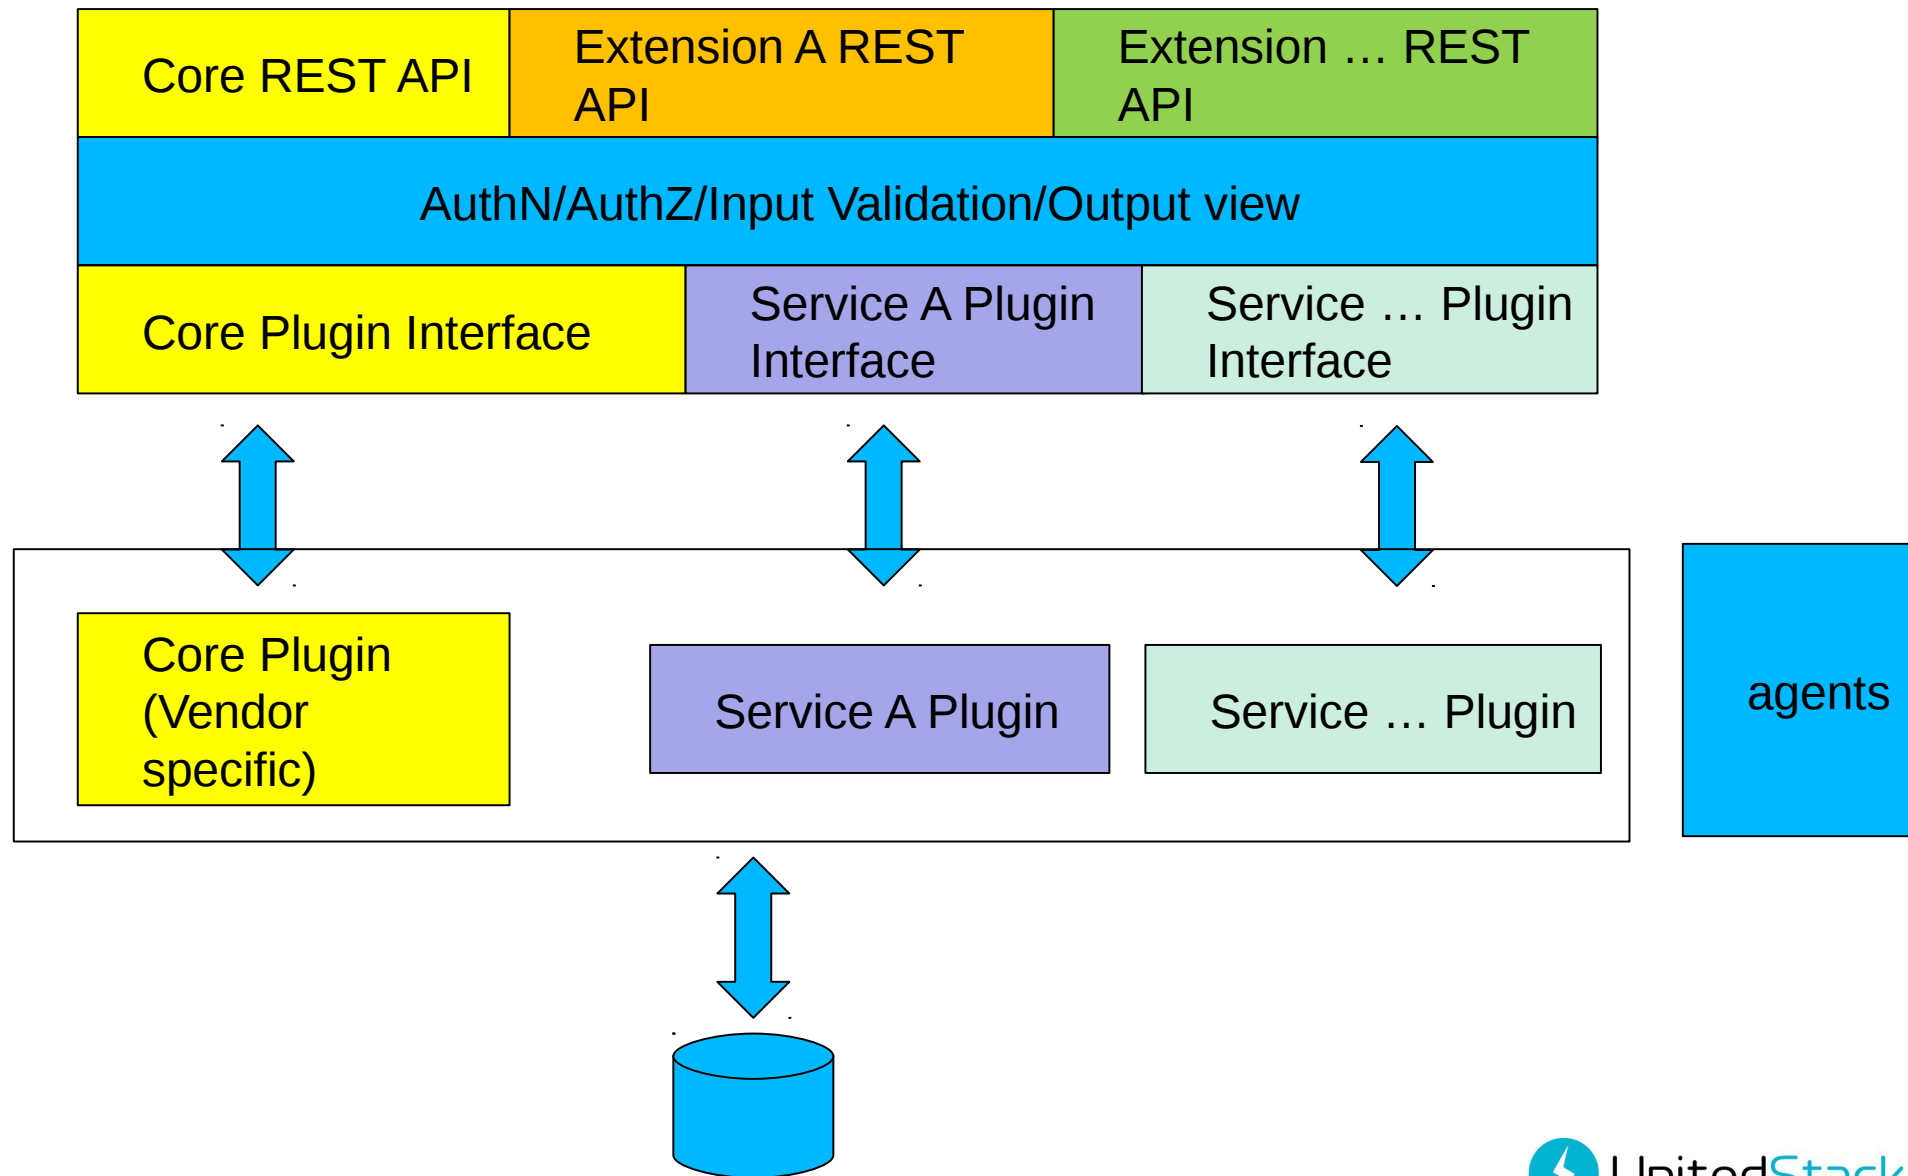 Core REST API
Extension A REST
API
Extension … REST
API
AuthN/AuthZ/Input Validation/Output view
Core Plugin Interface
Service A Plugin
Interface
Service … Plugin
Interface
Core Plugin
(Vendor
specific)
Service A Plugin
Service … Plugin
agents
UnitedStack